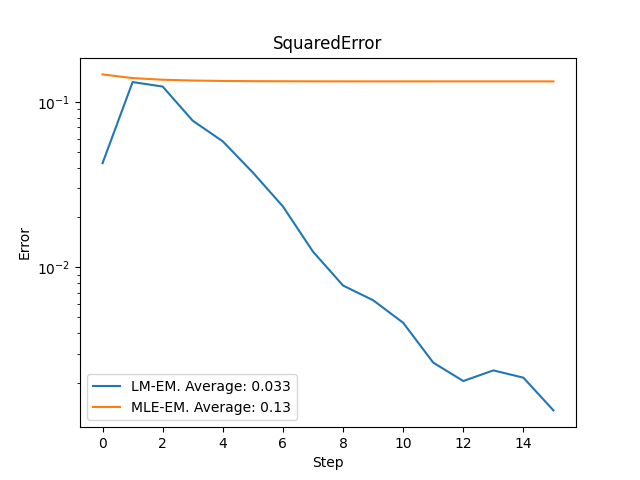 SquaredError
Error
10⁻¹
10⁻²
LM-EM. Average: 0.033
MLE-EM. Average: 0.13
0 2 4 6 8 10 12 14
Step